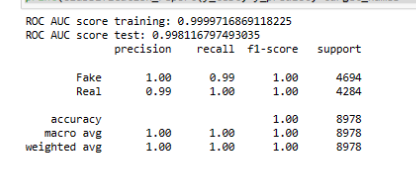 ROC AUC score training: 0.9999716869118225
ROC AUC score test: 0.998116797493035
precision recall f1-score support
Fake 1.00 0.99 1.00 4694
Real 0.99 1.00 1.00 4284
accuracy 1.00 8978
macro avg 1.00 1.00 1.00 8978
weighted avg 1.00 1.00 1.00 8978